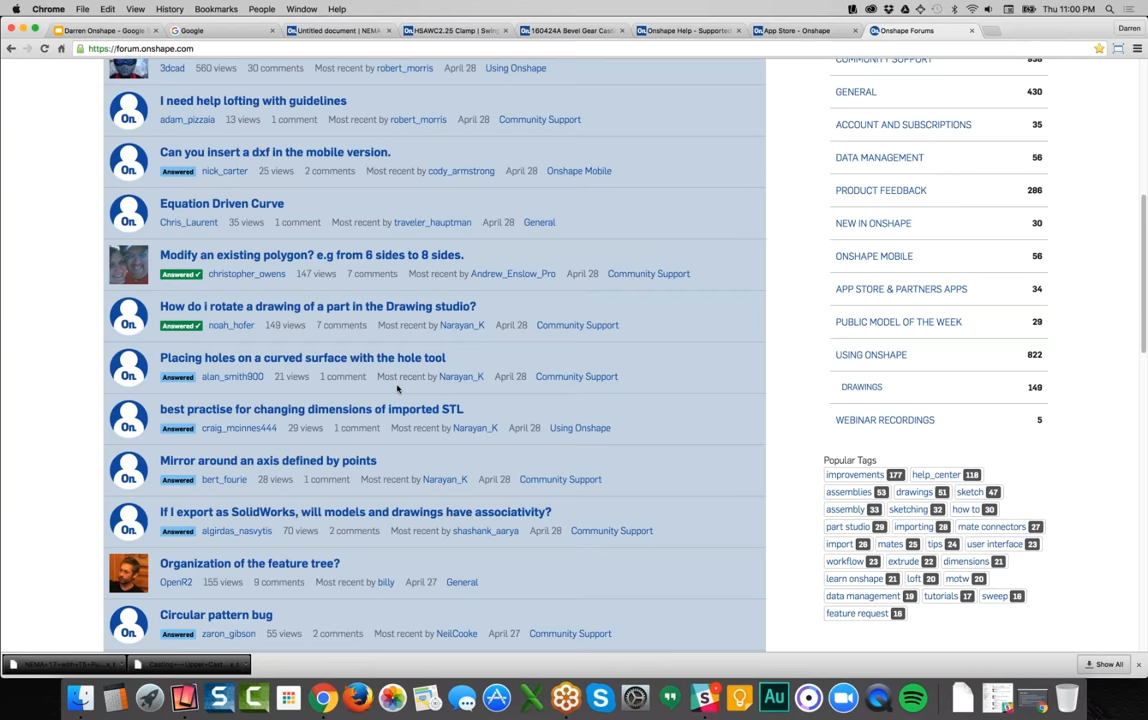 Chrome File Edit View History Bookmarks People Window Help Thu 11:00 PM
Darren Onshape - Google Google Untitled document | NEMA HSAWC2.25 Clamp | Swing 160424A Bevel Gear Cast Onshape Help - Supported App Store - Onshape Onshape Forums Darren
https://forum.onshape.com
3dcad 560 views 30 comments Most recent by robert_morris April 28 Using Onshape
I need help lofting with guidelines
adam_pizzaia 13 views 1 comment Most recent by robert_morris April 28 Community Support
Can you insert a dxf in the mobile version.
Answered nick_carter 25 views 2 comments Most recent by cody_armstrong April 28 Onshape Mobile
Equation Driven Curve
Chris_Laurent 35 views 1 comment Most recent by traveler_hauptman April 28 General
Modify an existing polygon? e.g from 6 sides to 8 sides.
Answered ✓ christopher_owens 147 views 7 comments Most recent by Andrew_Enslow_Pro April 28 Community Support
How do i rotate a drawing of a part in the Drawing studio?
Answered ✓ noah_hofer 149 views 7 comments Most recent by Narayan_K April 28 Community Support
Placing holes on a curved surface with the hole tool
Answered alan_smith900 21 views 1 comment Most recent by Narayan_K April 28 Community Support
best practise for changing dimensions of imported STL
Answered craig_mcinnes444 29 views 1 comment Most recent by Narayan_K April 28 Using Onshape
Mirror around an axis defined by points
Answered bert_fourie 28 views 1 comment Most recent by Narayan_K April 28 Community Support
If I export as SolidWorks, will models and drawings have associativity?
Answered algirdas_nasvytis 70 views 2 comments Most recent by shashank_aarya April 28 Community Support
Organization of the feature tree?
OpenR2 155 views 9 comments Most recent by billy April 27 General
Circular pattern bug
Answered zaron_gibson 55 views 2 comments Most recent by NeilCooke April 27 Community Support
COMMUNITY SUPPORT 938
GENERAL 430
ACCOUNT AND SUBSCRIPTIONS 35
DATA MANAGEMENT 56
PRODUCT FEEDBACK 286
NEW IN ONSHAPE 30
ONSHAPE MOBILE 56
APP STORE & PARTNERS APPS 34
PUBLIC MODEL OF THE WEEK 29
USING ONSHAPE 822
DRAWINGS 149
WEBINAR RECORDINGS 5
Popular Tags
improvements 177 help_center 118
assemblies 53 drawings 51 sketch 47
assembly 33 sketching 32 how to 30
part studio 29 importing 28 mate connectors 27
import 26 mates 25 tips 24 user interface 23
workflow 23 extrude 22 dimensions 21
learn onshape 21 loft 20 motw 20
data management 19 tutorials 17 sweep 16
feature request 16
Show All